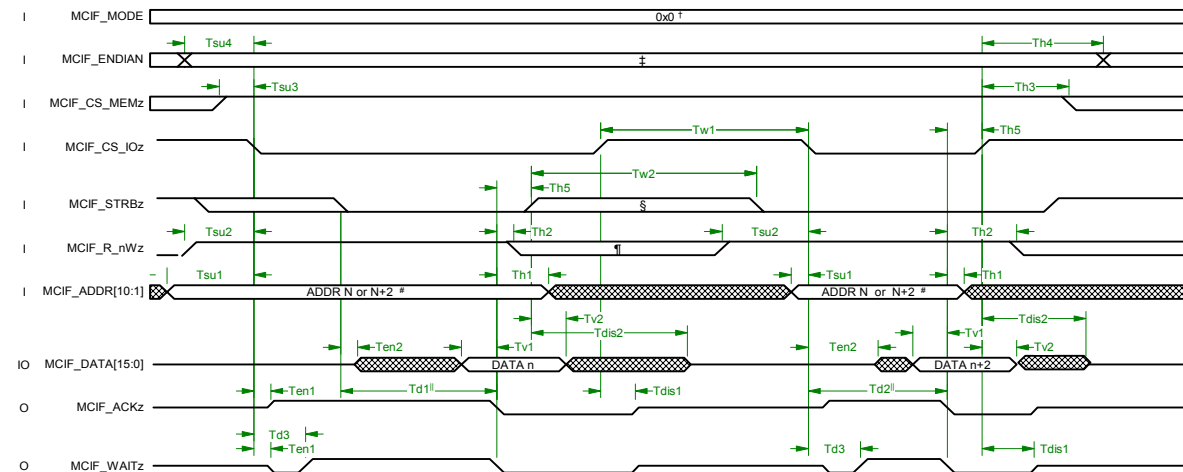 I MCIF_MODE 0x0 †
Tsu4 Th4
I MCIF_ENDIAN ‡
Tsu3 Th3
I MCIF_CS_MEMz
Tw1 Th5
I MCIF_CS_IOz
Tw2
Th5
I MCIF_STRBz §
Tsu2 Th2 Tsu2 Th2
I MCIF_R_nWz ¶
Tsu1 Th1 Tsu1 Th1
I MCIF_ADDR[10:1] ADDR N or N+2 # ADDR N or N+2 #
Tv2 Tdis2
Tdis2 Tv1
Ten2 Tv1 Ten2 Tv2
IO MCIF_DATA[15:0] DATA n DATA n+2
Ten1 Td1|| Tdis1 Td2||
O MCIF_ACKz
Td3
Ten1 Td3 Tdis1
O MCIF_WAITz